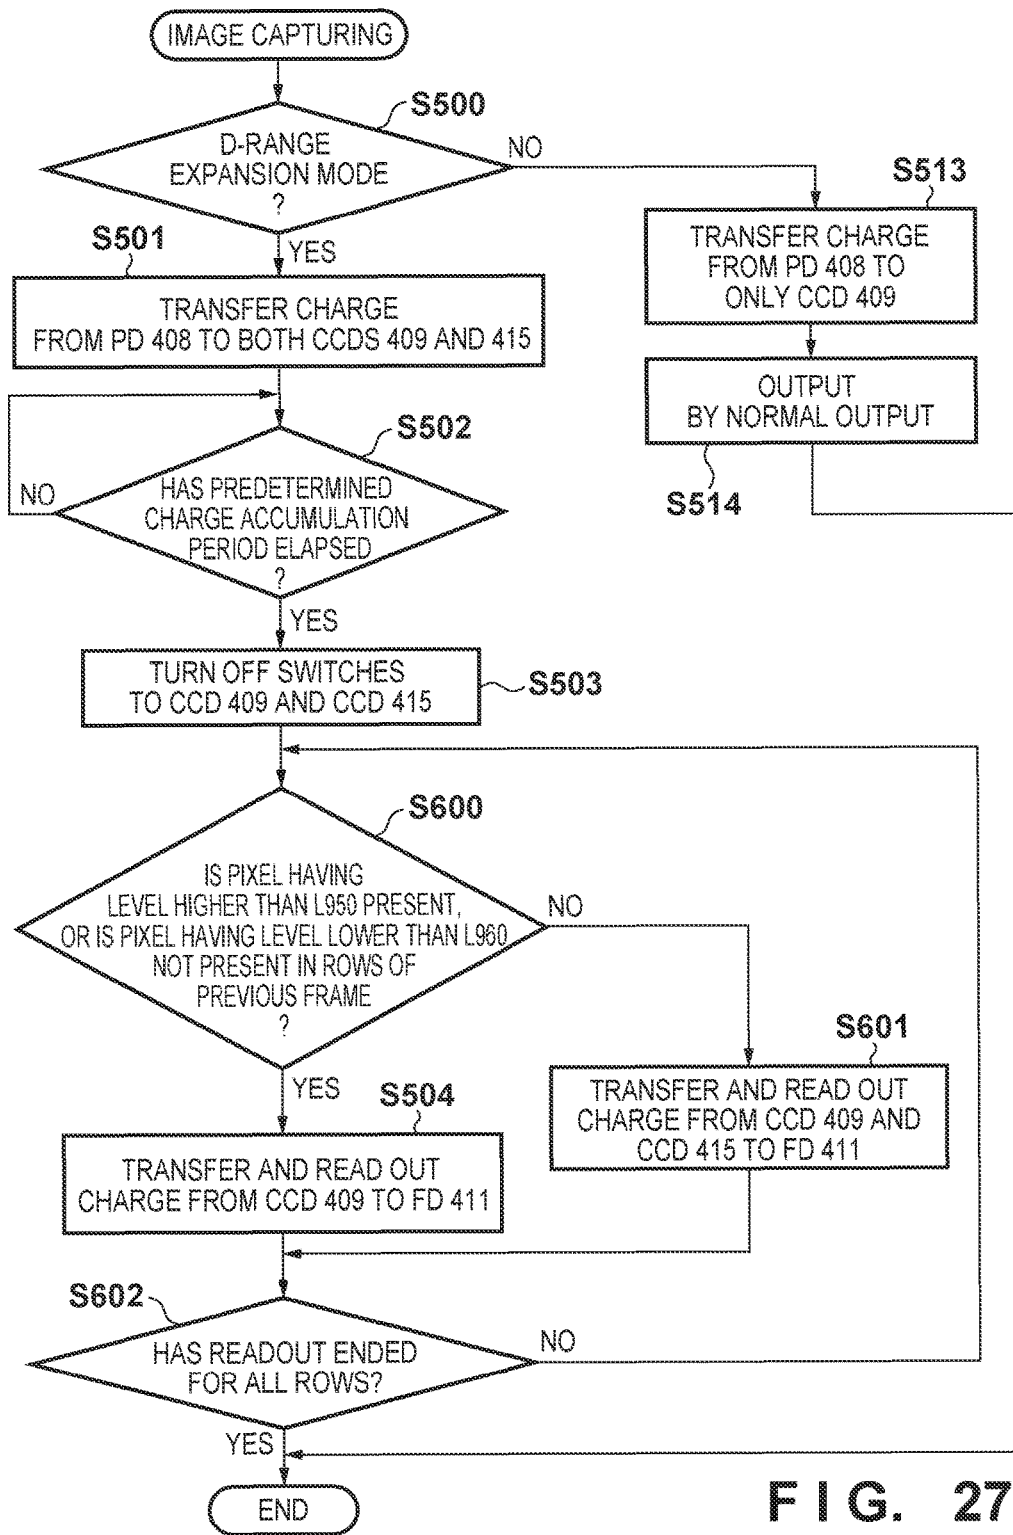 IMAGE CAPTURING
S500
D-RANGE
EXPANSION MODE
?
NO
YES
S513
TRANSFER CHARGE
FROM PD 408 TO
ONLY CCD 409
S501
TRANSFER CHARGE
FROM PD 408 TO BOTH CCDS 409 AND 415
OUTPUT
BY NORMAL OUTPUT
S514
S502
NO
HAS PREDETERMINED
CHARGE ACCUMULATION
PERIOD ELAPSED
?
YES
TURN OFF SWITCHES
TO CCD 409 AND CCD 415
S503
S600
IS PIXEL HAVING
LEVEL HIGHER THAN L950 PRESENT,
OR IS PIXEL HAVING LEVEL LOWER THAN L960
NOT PRESENT IN ROWS OF
PREVIOUS FRAME
?
NO
YES
S601
TRANSFER AND READ OUT
CHARGE FROM CCD 409 AND
CCD 415 TO FD 411
S504
TRANSFER AND READ OUT
CHARGE FROM CCD 409 TO FD 411
S602
HAS READOUT ENDED
FOR ALL ROWS?
NO
YES
END
FIG. 27